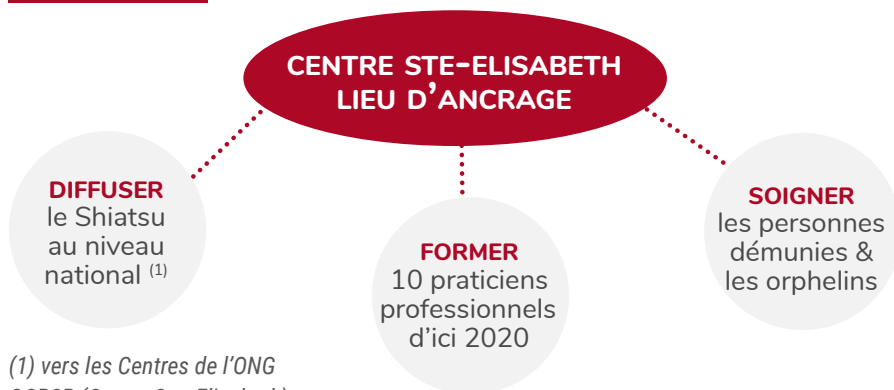 CENTRE STE-ELISABETH
LIEU D'ANCRAGE
DIFFUSER
le Shiatsu
au niveau
national (1)
FORMER
10 praticiens
professionnels
d'ici 2020
SOIGNER
les personnes
démunies &
les orphelins
(1) vers les Centres de l'ONG